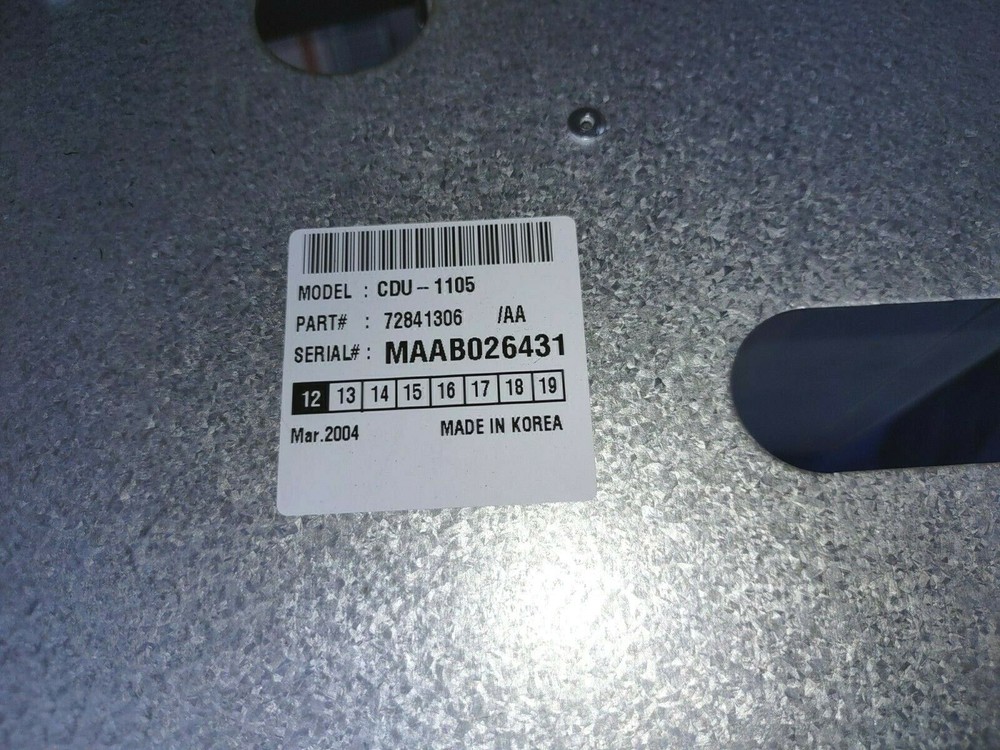 MODEL : CDU-1105
PART# : 72841306 /AA
SERIAL# : MAAB026431
12 13 14 15 16 17 18 19
Mar.2004 MADE IN KOREA